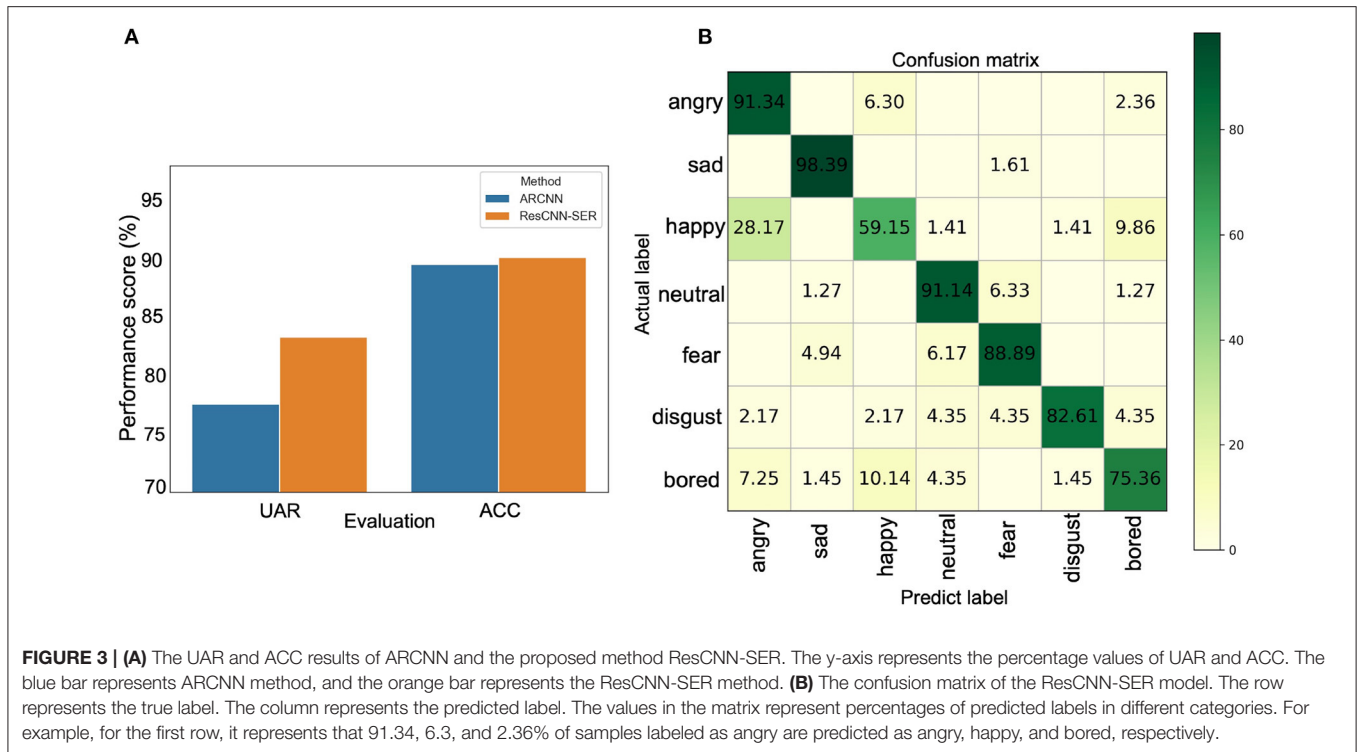 A
Performance score (%)
95
90
85
80
75
70
Method
ARCNN
ResCNN-SER
UAR
ACC
Evaluation
B
Confusion matrix
Actual label
angry 91.34 6.30 2.36
sad 98.39 1.61
happy 28.17 59.15 1.41 1.41 9.86
neutral 1.27 91.14 6.33 1.27
fear 4.94 6.17 88.89
disgust 2.17 2.17 4.35 4.35 82.61 4.35
bored 7.25 1.45 10.14 4.35 1.45 75.36
angry sad happy neutral fear disgust bored
Predict label
80
60
40
20
0
FIGURE 3 | (A) The UAR and ACC results of ARCNN and the proposed method ResCNN-SER. The y-axis represents the percentage values of UAR and ACC. The
blue bar represents ARCNN method, and the orange bar represents the ResCNN-SER method. (B) The confusion matrix of the ResCNN-SER model. The row
represents the true label. The column represents the predicted label. The values in the matrix represent percentages of predicted labels in different categories. For
example, for the first row, it represents that 91.34, 6.3, and 2.36% of samples labeled as angry are predicted as angry, happy, and bored, respectively.